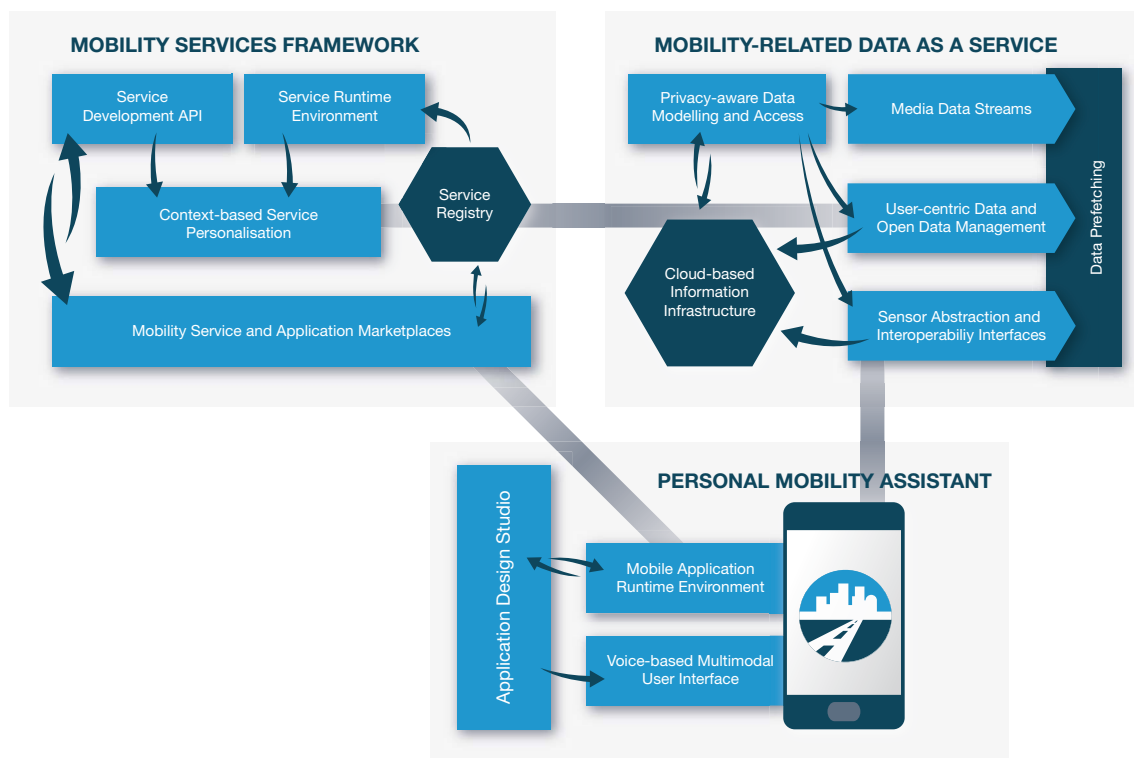 MOBILITY SERVICES FRAMEWORK
Service
Development API
Service Runtime
Environment
Service
Registry
Context-based Service
Personalisation
Mobility Service and Application Marketplaces
MOBILITY-RELATED DATA AS A SERVICE
Privacy-aware Data
Modelling and Access
Media Data Streams
User-centric Data and
Open Data Management
Cloud-based
Information
Infrastructure
Sensor Abstraction and
Interoperabiliy Interfaces
Data Prefetching
PERSONAL MOBILITY ASSISTANT
Application Design Studio
Mobile Application
Runtime Environment
Voice-based Multimodal
User Interface